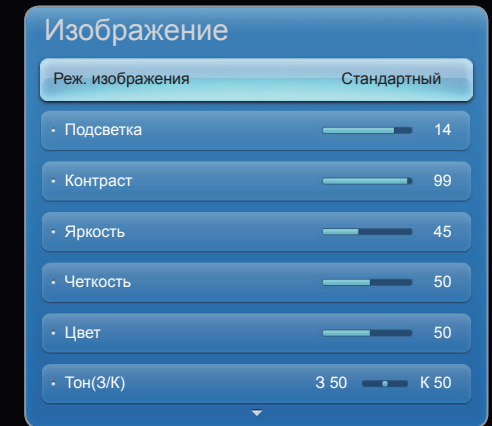 Изображение
Реж. изображения Стандартный
· Подсветка 14
· Контраст 99
· Яркость 45
· Четкость 50
· Цвет 50
· Тон(З/К) З 50 К 50